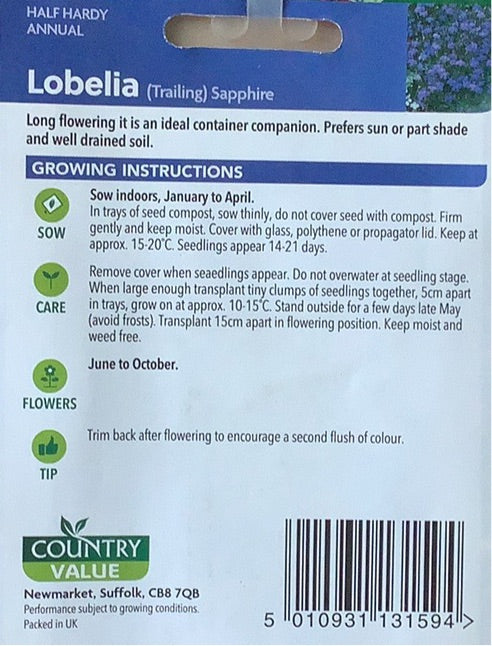 HALF HARDY
ANNUAL
Lobelia (Trailing) Sapphire
Long flowering it is an ideal container companion. Prefers sun or part shade
and well drained soil.
GROWING INSTRUCTIONS
Sow indoors, January to April.
In trays of seed compost, sow thinly, do not cover seed with compost. Firm
gently and keep moist. Cover with glass, polythene or propagator lid. Keep at
approx. 15-20°C. Seedlings appear 14-21 days.
SOW
Remove cover when seaedlings appear. Do not overwater at seedling stage.
When large enough transplant tiny clumps of seedlings together, 5cm apart
in trays, grow on at approx. 10-15°C. Stand outside for a few days late May
(avoid frosts). Transplant 15cm apart in flowering position. Keep moist and
weed free.
CARE
June to October.
FLOWERS
Trim back after flowering to encourage a second flush of colour.
TIP
COUNTRY
VALUE
Newmarket, Suffolk, CB8 7QB
Performance subject to growing conditions.
Packed in UK
5 010931 131594 >